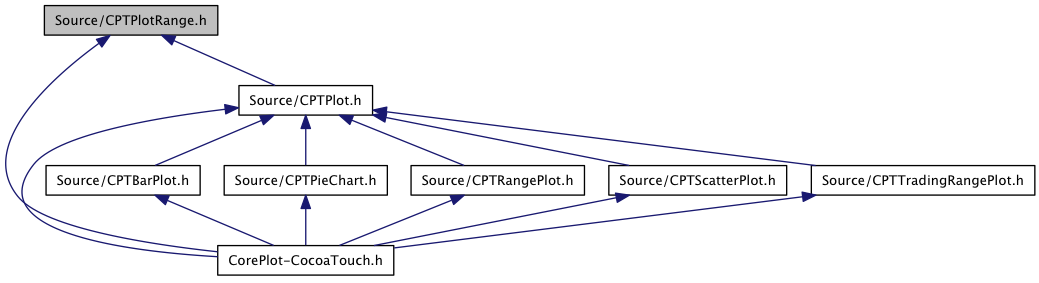 Source/CPTPlotRange.h
Source/CPTPlot.h
Source/CPTBarPlot.h
Source/CPTPieChart.h
Source/CPTRangePlot.h
Source/CPTScatterPlot.h
Source/CPTTradingRangePlot.h
CorePlot-CocoaTouch.h